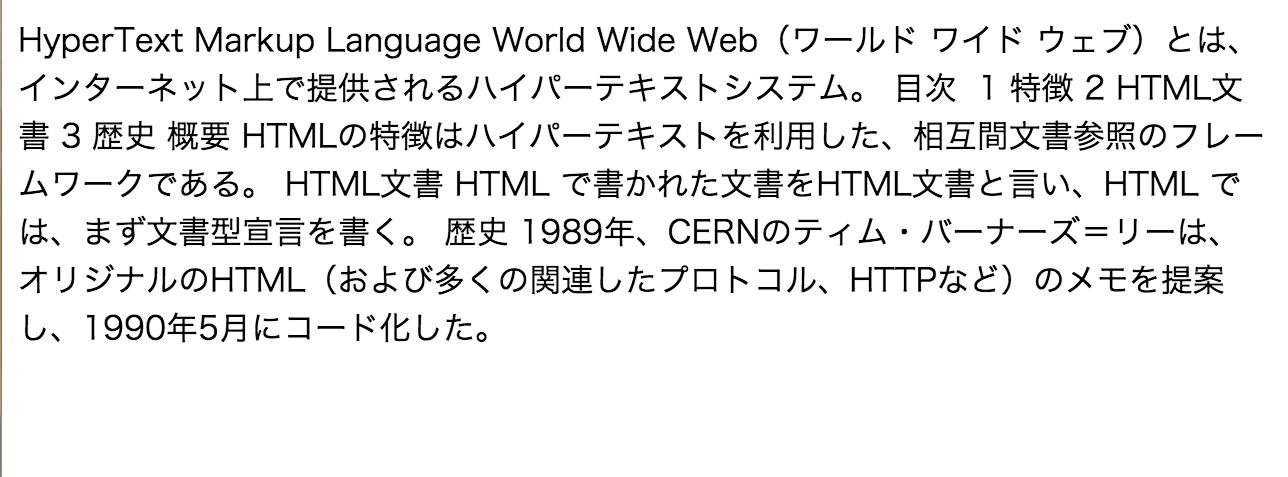 HyperText Markup Language World Wide Web（ワールド ワイド ウェブ）とは、
インターネット上で提供されるハイパーテキストシステム。 目次  1 特徴 2 HTML文
書 3 歴史 概要 HTMLの特徴はハイパーテキストを利用した、相互間文書参照のフレー
ムワークである。 HTML文書 HTML で書かれた文書をHTML文書と言い、HTML で
は、まず文書型宣言を書く。 歴史 1989年、CERNのティム・バーナーズ＝リーは、
オリジナルのHTML（および多くの関連したプロトコル、HTTPなど）のメモを提案
し、1990年5月にコード化した。